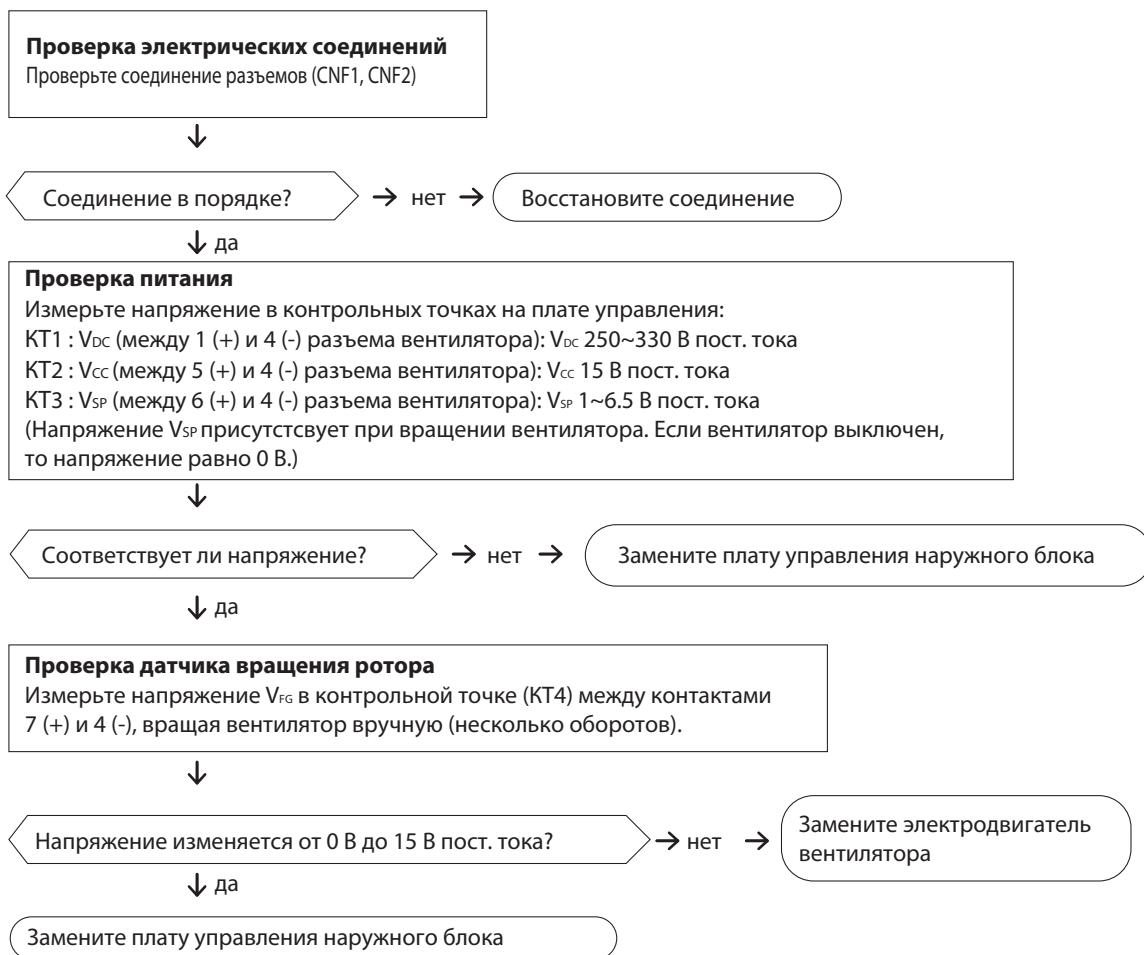 Проверка электрических соединений
Проверьте соединение разъемов (CNF1, CNF2)
Соединение в порядке?
нет
Восстановите соединение
да
Проверка питания
Измерьте напряжение в контрольных точках на плате управления:
КТ1 : VDC (между 1 (+) и 4 (-) разъема вентилятора): VDC 250~330 В пост. тока
КТ2 : VCC (между 5 (+) и 4 (-) разъема вентилятора): VCC 15 В пост. тока
КТ3 : VSP (между 6 (+) и 4 (-) разъема вентилятора): VSP 1~6.5 В пост. тока
(Напряжение VSP присутстсвует при вращении вентилятора. Если вентилятор выключен,
то напряжение равно 0 В.)
Соответствует ли напряжение?
нет
Замените плату управления наружного блока
да
Проверка датчика вращения ротора
Измерьте напряжение VFG в контрольной точке (КТ4) между контактами
7 (+) и 4 (-), вращая вентилятор вручную (несколько оборотов).
Напряжение изменяется от 0 В до 15 В пост. тока?
нет
Замените электродвигатель
вентилятора
да
Замените плату управления наружного блока